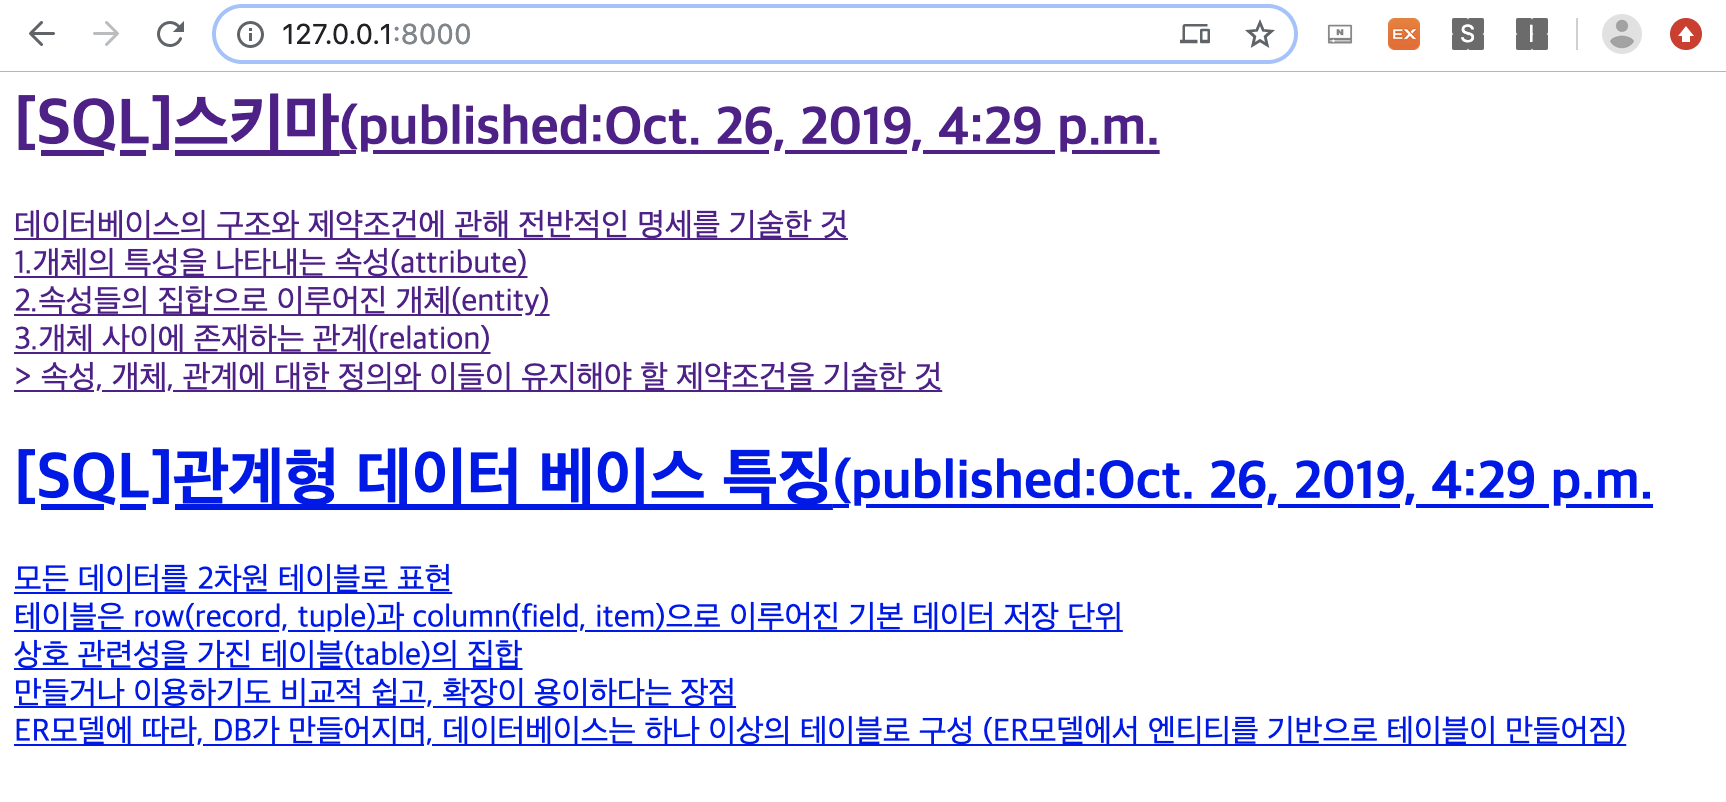 127.0.0.1:8000
N
EX
S
I
[SQL]스키마(published:Oct. 26, 2019, 4:29 p.m.
데이터베이스의 구조와 제약조건에 관해 전반적인 명세를 기술한 것
1.개체의 특성을 나타내는 속성(attribute)
2.속성들의 집합으로 이루어진 개체(entity)
3.개체 사이에 존재하는 관계(relation)
> 속성, 개체, 관계에 대한 정의와 이들이 유지해야 할 제약조건을 기술한 것
[SQL]관계형 데이터 베이스 특징(published:Oct. 26, 2019, 4:29 p.m.
모든 데이터를 2차원 테이블로 표현
테이블은 row(record, tuple)과 column(field, item)으로 이루어진 기본 데이터 저장 단위
상호 관련성을 가진 테이블(table)의 집합
만들거나 이용하기도 비교적 쉽고, 확장이 용이하다는 장점
ER모델에 따라, DB가 만들어지며, 데이터베이스는 하나 이상의 테이블로 구성 (ER모델에서 엔티티를 기반으로 테이블이 만들어짐)